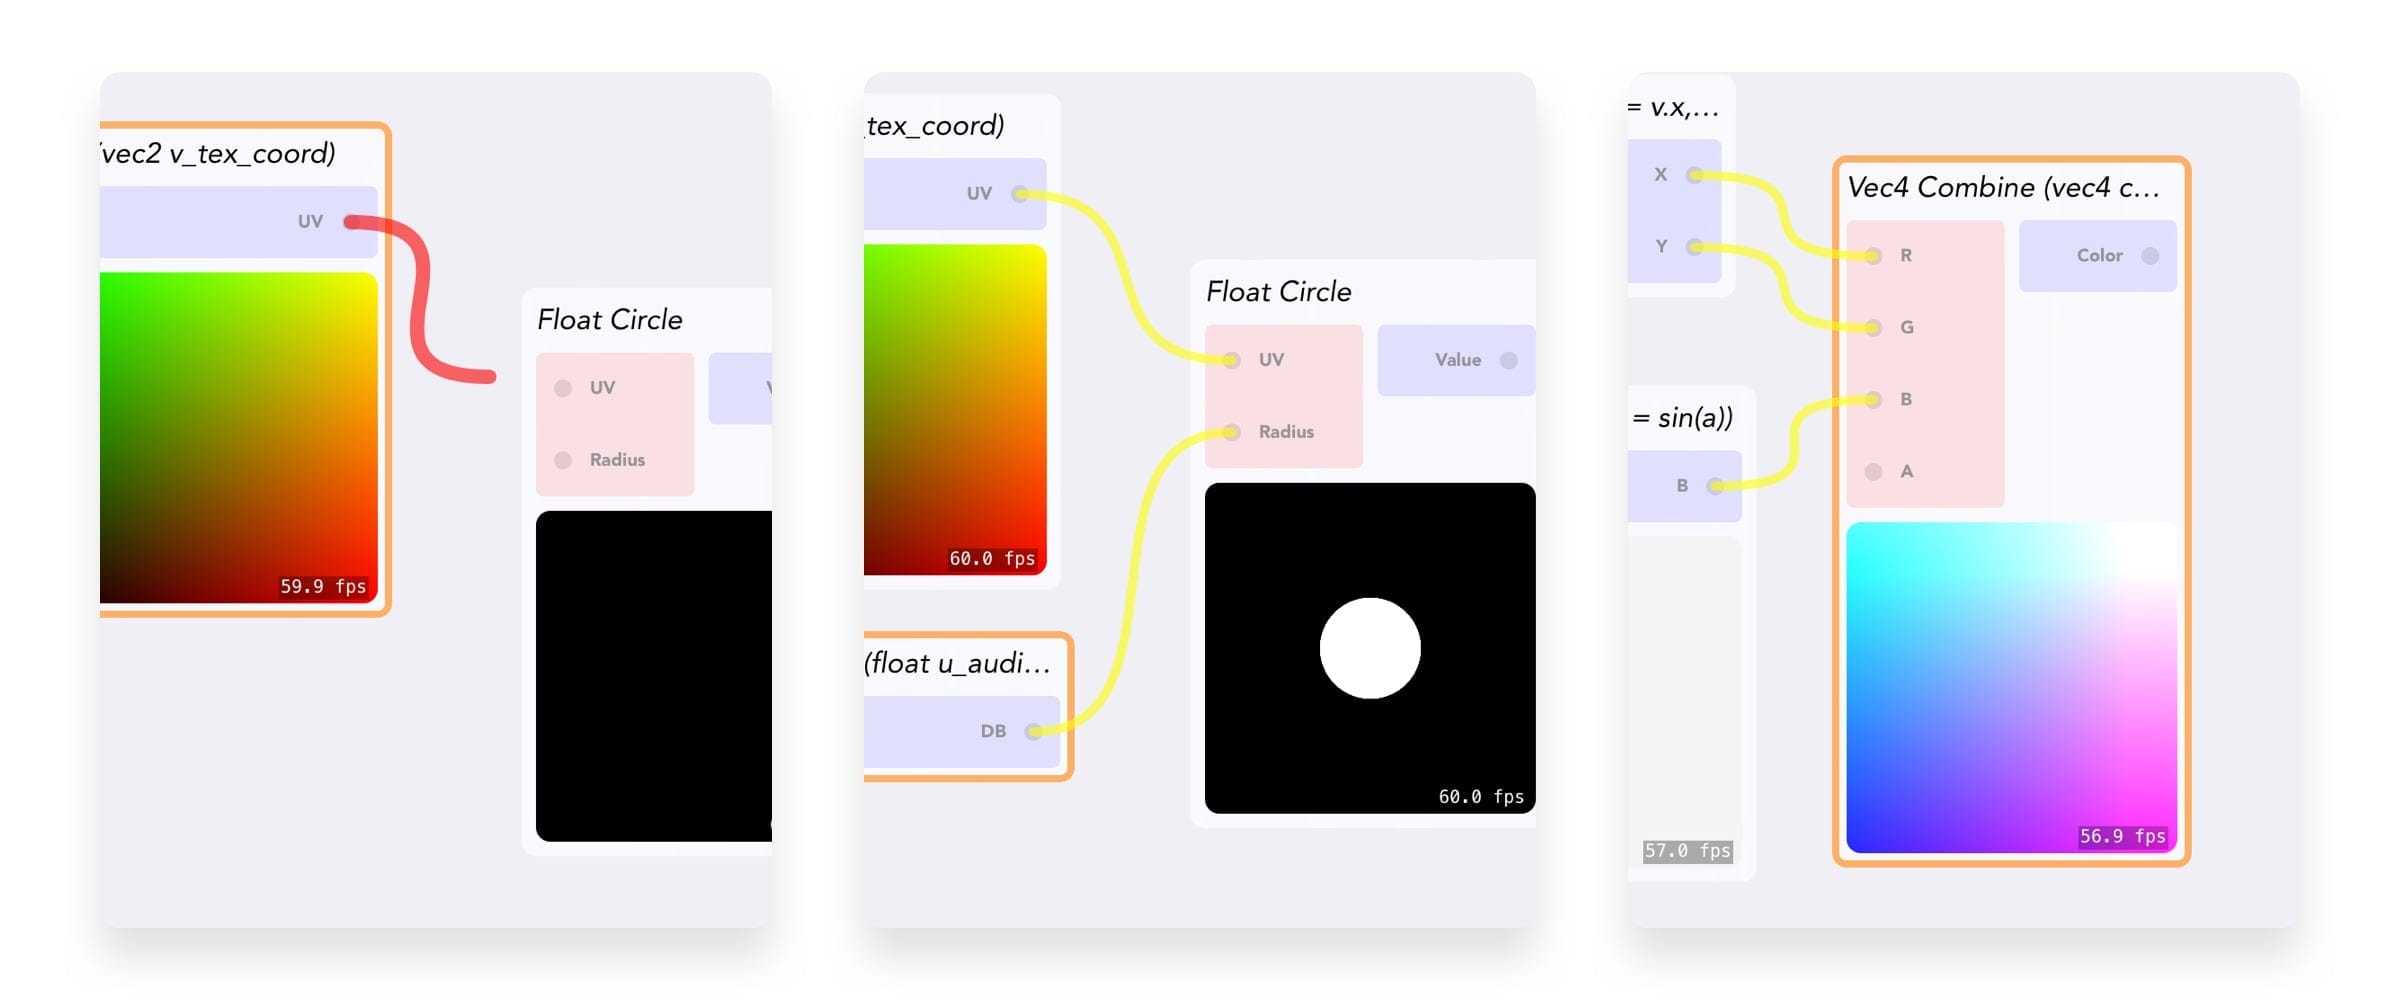 (vec2 v_tex_coord)
UV
59.9 fps
Float Circle
UV
Radius
_tex_coord)
UV
60.0 fps
(float u_audi...
DB
Float Circle
UV
Value
Radius
60.0 fps
= v.x,...
X
Y
= sin(a))
B
57.0 fps
Vec4 Combine (vec4 c...
R
Color
G
B
A
56.9 fps